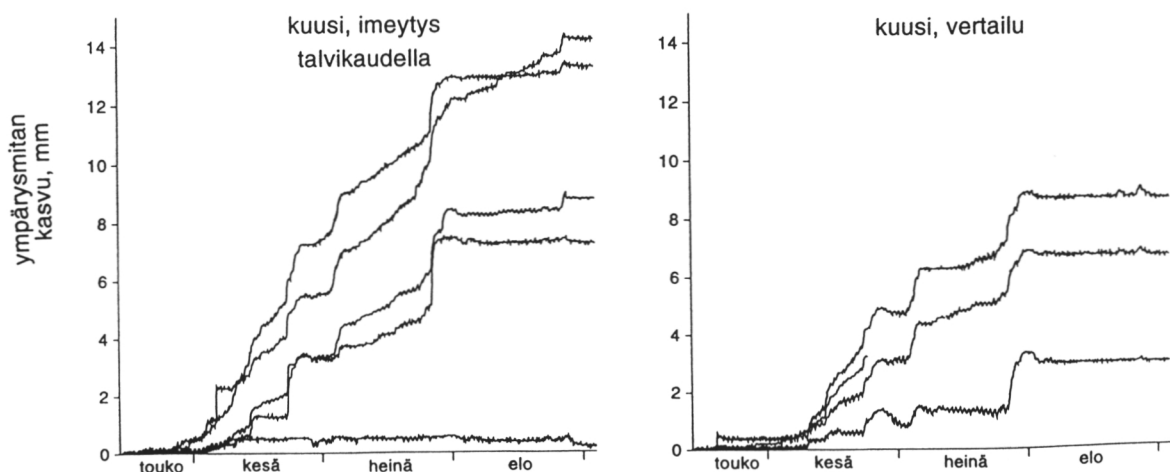 kuusi, imeytys
talvikaudella
ympärysmitan
kasvu, mm
14
12
10
8
6
4
2
0
touko kesä heinä elo
kuusi, vertailu
14
12
10
8
6
4
2
0
touko kesä heinä elo